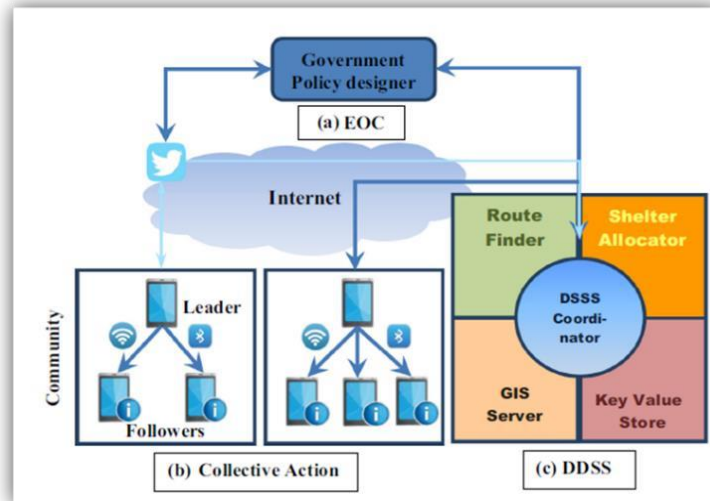 Government
Policy designer
(a) EOC
Internet
Route
Finder
Shelter
Allocator
DSSS
Coordi-
nator
GIS
Server
Key Value
Store
Community
Leader
Followers
(b) Collective Action
(c) DDSS